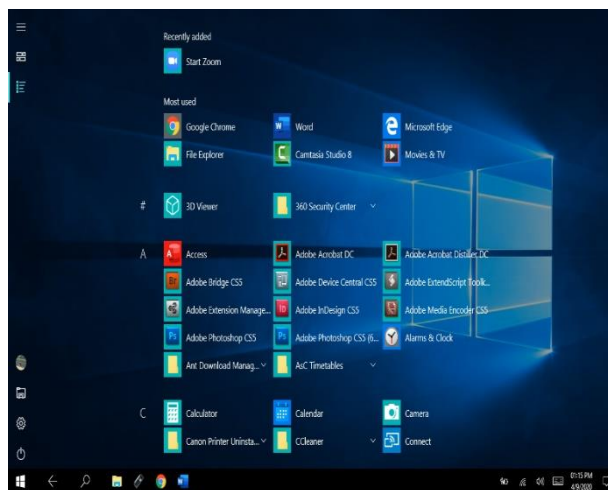 Recently added
Start Zoom
Most used
Google Chrome Word Microsoft Edge
File Explorer Camtasia Studio 8 Movies & TV
# 3D Viewer 360 Security Center
A Access Adobe Acrobat DC Adobe Acrobat Distiller DC
Adobe Bridge CS5 Adobe Device Central CS5 Adobe ExtendScript Toolk...
Adobe Extension Manage... Adobe InDesign CS5 Adobe Media Encoder CS5
Adobe Photoshop CS5 Adobe Photoshop CS5 (6... Alarms & Clock
Ant Download Manag... AsC Timetables
C Calculator Calendar Camera
Canon Printer Uninsta... CCleaner Connect
01:15 PM
4/9/2020